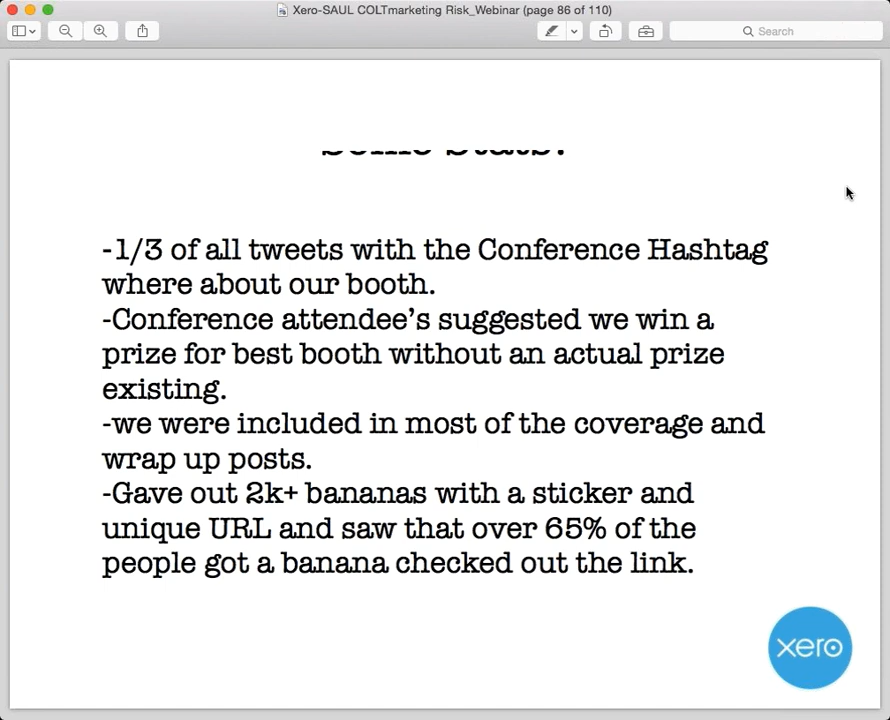 Xero-SAUL COLTmarketing Risk_Webinar (page 86 of 110)
Search
Some Stats:
-1/3 of all tweets with the Conference Hashtag
where about our booth.
-Conference attendee's suggested we win a
prize for best booth without an actual prize
existing.
-we were included in most of the coverage and
wrap up posts.
-Gave out 2k+ bananas with a sticker and
unique URL and saw that over 65% of the
people got a banana checked out the link.
xero